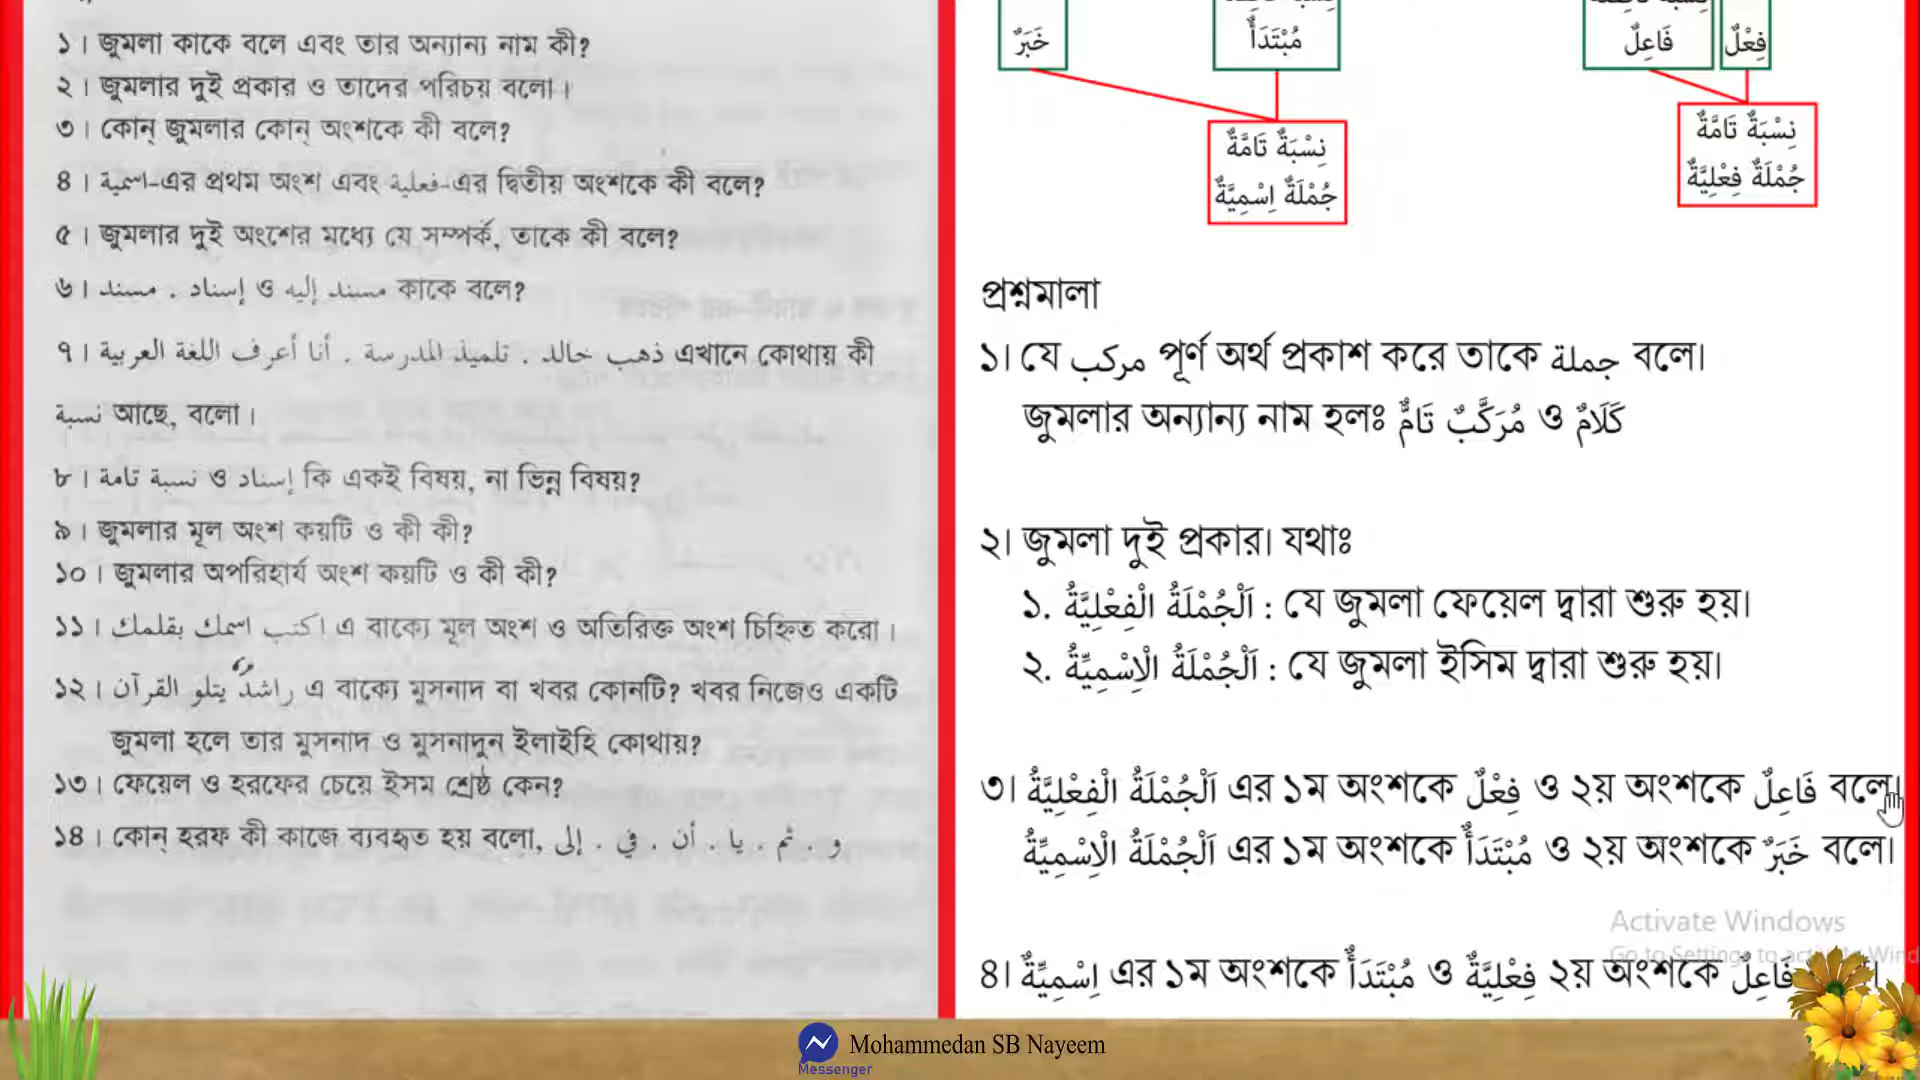 ১। জুমলা কাকে বলে এবং তার অন্যান্য নাম কী?
২। জুমলার দুই প্রকার ও তাদের পরিচয় বলো।
৩। কোন্ জুমলার কোন্ অংশকে কী বলে?
৪। اسمية-এর প্রথম অংশ এবং فعلية-এর দ্বিতীয় অংশকে কী বলে?
৫। জুমলার দুই অংশের মধ্যে যে সম্পর্ক, তাকে কী বলে?
৬। مسند إليه ও إسناد . مسند কাকে বলে?
৭। ذهب خالد . تلميذ المدرسة . أنا أعرف اللغة العربية এখানে কোথায় কী
نسبة আছে, বলো।
৮। إسناد ও نسبة تامة কি একই বিষয়, না ভিন্ন বিষয়?
৯। জুমলার মূল অংশ কয়টি ও কী কী?
১০। জুমলার অপরিহার্য অংশ কয়টি ও কী কী?
১১। اكتب اسمك بقلمك এ বাক্যে মূল অংশ ও অতিরিক্ত অংশ চিহ্নিত করো।
১২। راشد يتلو القرآن এ বাক্যে মুসনাদ বা খবর কোনটি? খবর নিজেও একটি
জুমলা হলে তার মুসনাদ ও মুসনাদুন ইলাইহি কোথায়?
১৩। ফেয়েল ও হরফের চেয়ে ইসম শ্রেষ্ঠ কেন?
১৪। কোন্ হরফ কী কাজে ব্যবহৃত হয় বলো, و . ثم . يا . أن . في . إلى
خَبَرٌ
مُبْتَدَأٌ
فَاعِلٌ
فِعْلٌ
نِسْبَةٌ تَامَّةٌ
جُمْلَةٌ اِسْمِيَّةٌ
نِسْبَةٌ تَامَّةٌ
جُمْلَةٌ فِعْلِيَّةٌ
প্রশ্নমালা
১। যে مركب পূর্ণ অর্থ প্রকাশ করে তাকে جملة বলে।
জুমলার অন্যান্য নাম হলঃ مُرَكَّبٌ تَامٌّ ও كَلَامٌ
২। জুমলা দুই প্রকার। যথাঃ
১. اَلْجُمْلَةُ الْفِعْلِيَّةُ : যে জুমলা ফেয়েল দ্বারা শুরু হয়।
২. اَلْجُمْلَةُ الْاِسْمِيَّةُ : যে জুমলা ইসিম দ্বারা শুরু হয়।
৩। اَلْجُمْلَةُ الْفِعْلِيَّةُ এর ১ম অংশকে فِعْلٌ ও ২য় অংশকে فَاعِلٌ বলে।
اَلْجُمْلَةُ الْاِسْمِيَّةُ এর ১ম অংশকে مُبْتَدَأٌ ও ২য় অংশকে خَبَرٌ বলে।
৪। اِسْمِيَّةٌ এর ১ম অংশকে مُبْتَدَأٌ ও فِعْلِيَّةٌ ২য় অংশকে فَاعِلٌ
Activate Windows
Go to Settings to activate Wind
Mohammedan SB Nayeem
Messenger